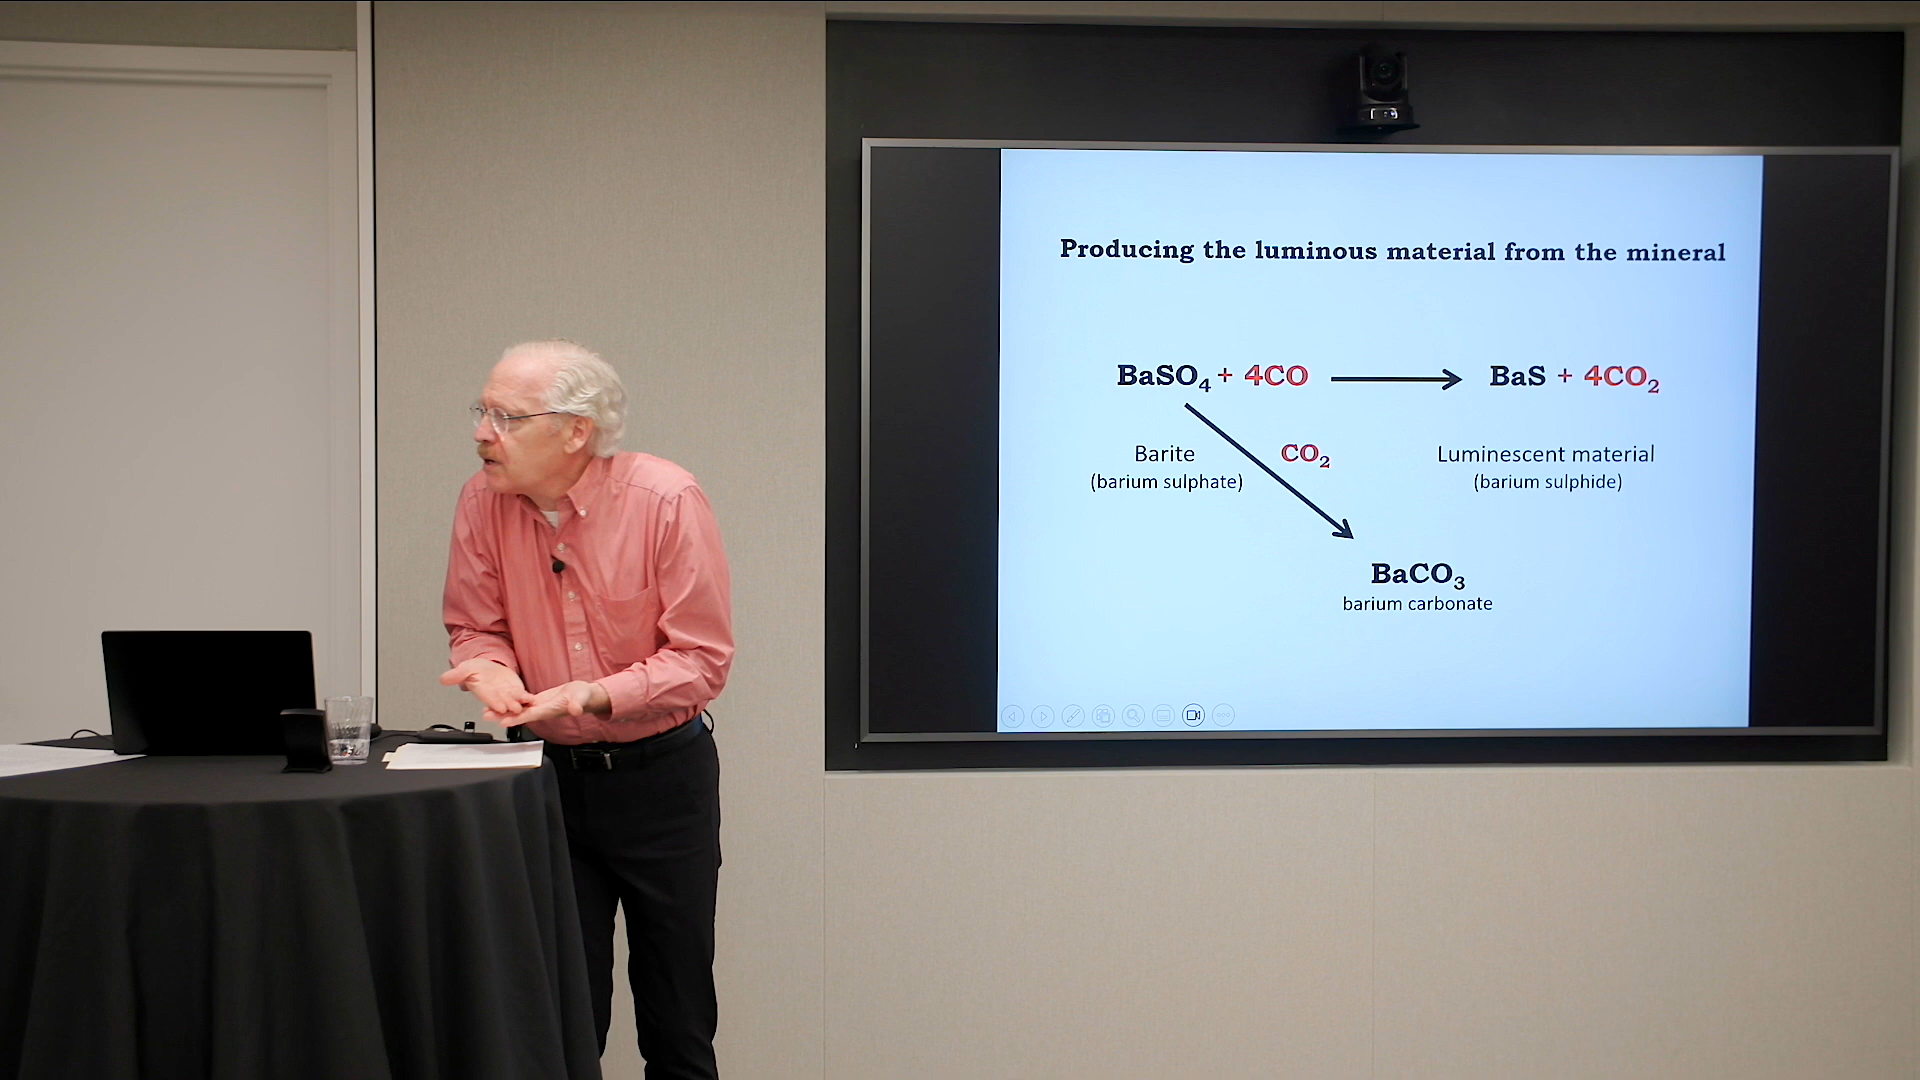 Producing the luminous material from the mineral
BaSO₄ + 4CO BaS + 4CO₂
Barite
(barium sulphate)
CO₂
Luminescent material
(barium sulphide)
BaCO₃
barium carbonate